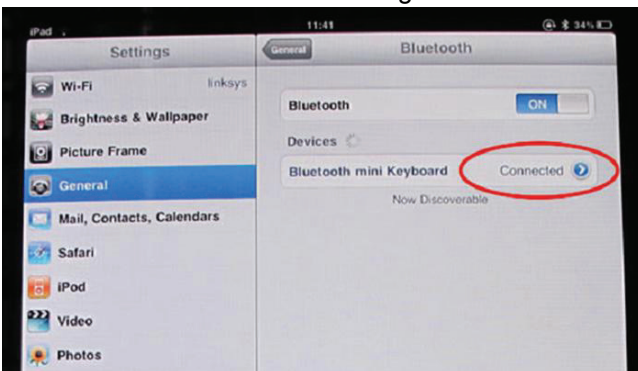 iPad 11:41 34%
Settings
General Bluetooth
Wi-Fi linksys
Brightness & Wallpaper
Picture Frame
General
Mail, Contacts, Calendars
Safari
iPod
Video
Photos
Bluetooth ON
Devices
Bluetooth mini Keyboard Connected
Now Discoverable